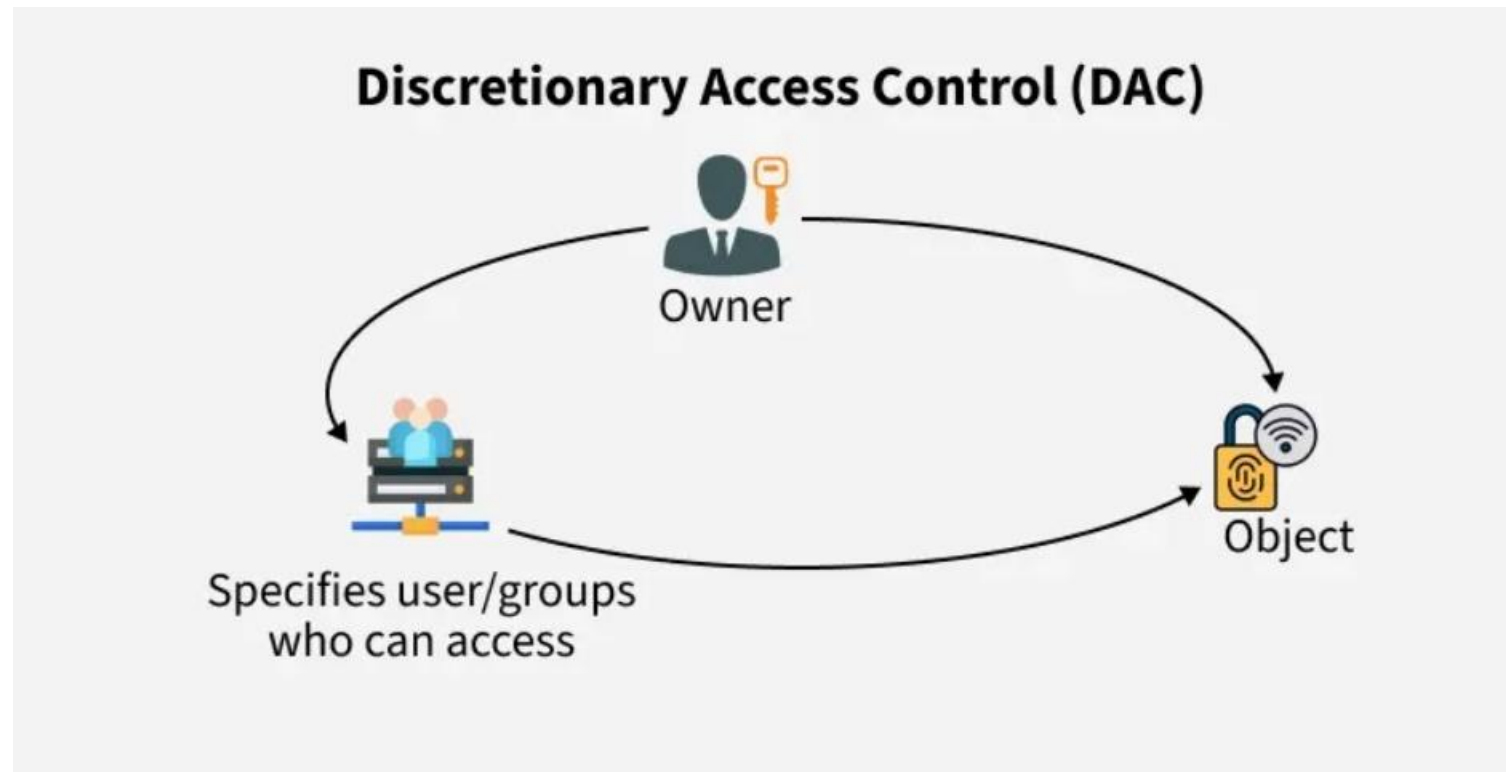 Discretionary Access Control (DAC)
Owner
Object
Specifies user/groups
who can access